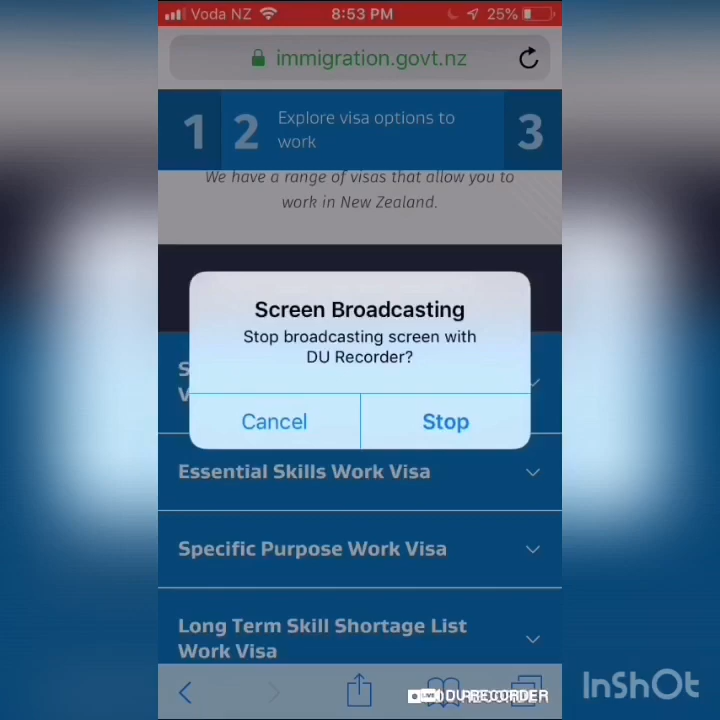 Voda NZ 8:53 PM 25%
immigration.govt.nz
1 2 Explore visa options to work 3
We have a range of visas that allow you to
work in New Zealand.
Screen Broadcasting
Stop broadcasting screen with
DU Recorder?
Cancel Stop
S
V
Essential Skills Work Visa
Specific Purpose Work Visa
Long Term Skill Shortage List
Work Visa
LIVE DU RECORDER
InShOt